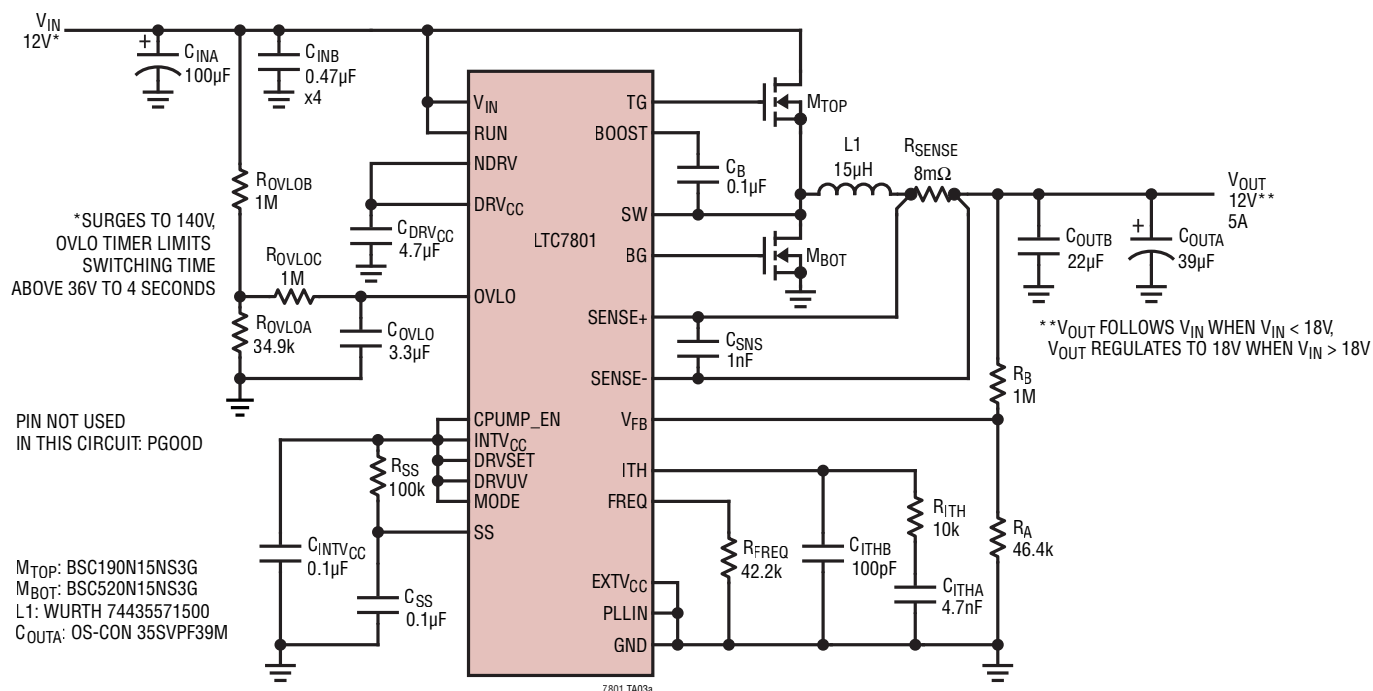 VIN
12V*
CINA
100µF
CINB
0.47µF
x4
ROVLOB
1M
*SURGES TO 140V,
OVLO TIMER LIMITS
SWITCHING TIME
ABOVE 36V TO 4 SECONDS
ROVLOC
1M
ROVLOA
34.9k
COVLO
3.3µF
CDRVCC
4.7µF
PIN NOT USED
IN THIS CIRCUIT: PGOOD
RSS
100k
CINTVCC
0.1µF
CSS
0.1µF
MTOP: BSC190N15NS3G
MBOT: BSC520N15NS3G
L1: WURTH 74435571500
COUTA: OS-CON 35SVPF39M
VIN
RUN
NDRV
DRVCC
OVLO
CPUMP_EN
INTVCC
DRVSET
DRVUV
MODE
SS
LTC7801
TG
BOOST
SW
BG
SENSE+
SENSE-
VFB
ITH
FREQ
EXTVCC
PLLIN
GND
MTOP
CB
0.1µF
MBOT
L1
15µH
RSENSE
8mΩ
VOUT
12V**
5A
COUTB
22µF
+
COUTA
39µF
**VOUT FOLLOWS VIN WHEN VIN < 18V,
VOUT REGULATES TO 18V WHEN VIN > 18V
CSNS
1nF
RB
1M
RA
46.4k
RFREQ
42.2k
CITHB
100pF
RITH
10k
CITHA
4.7nF
+
7801 TA03a